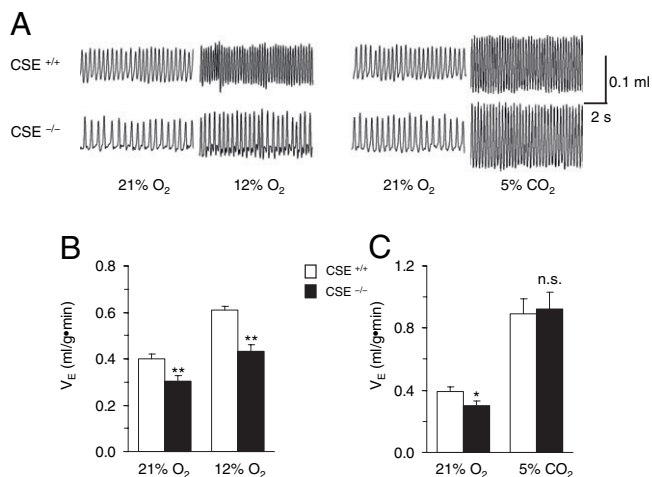 A
CSE +/+
CSE –/–
0.1 ml
2 s
21% O₂ 12% O₂ 21% O₂ 5% CO₂
B
CSE +/+
CSE –/–
C
V_E (ml/g•min)
0.8
0.6
0.4
0.2
0.0
**
**
21% O₂ 12% O₂
V_E (ml/g•min)
1.2
0.8
0.4
0.0
*
n.s.
21% O₂ 5% CO₂